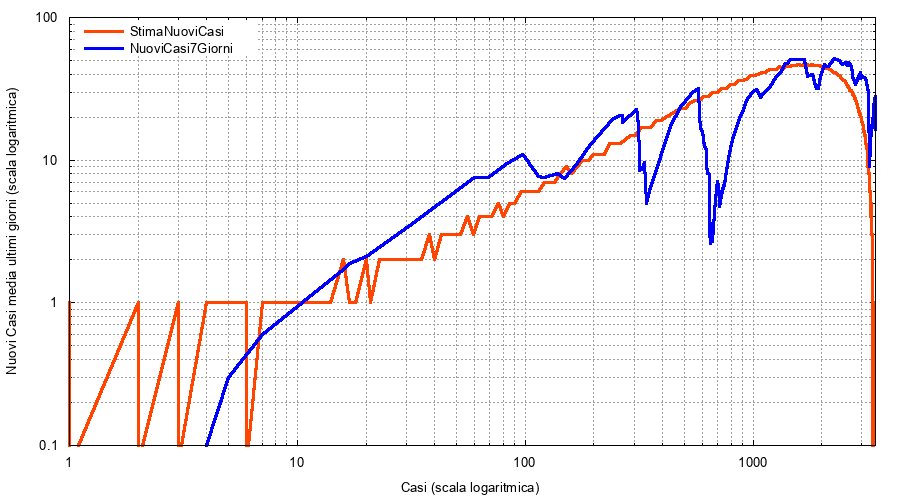 100
StimaNuoviCasi
NuoviCasi7Giorni
Nuovi Casi media ultimi giorni (scala logaritmica)
10
1
0.1
1 10 100 1000
Casi (scala logaritmica)